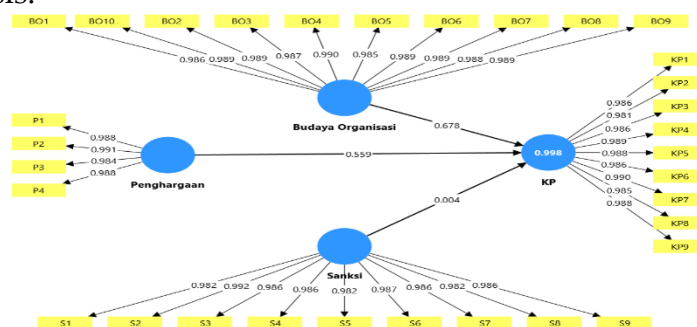 BO1 BO10 BO2 BO3 BO4 BO5 BO6 BO7 BO8 BO9
0.986 0.989 0.989 0.987 0.990 0.985 0.989 0.989 0.988 0.989
Budaya Organisasi
P1
P2
P3
P4
0.988
0.991
0.984
0.988
Penghargaan
0.678
0.559
0.004
0.998
KP
0.986
0.981
0.986
0.989
0.988
0.986
0.990
0.985
0.988
KP1
KP2
KP3
KP4
KP5
KP6
KP7
KP8
KP9
Sanksi
0.982 0.992 0.986 0.986 0.982 0.987 0.986 0.982 0.986
S1 S2 S3 S4 S5 S6 S7 S8 S9